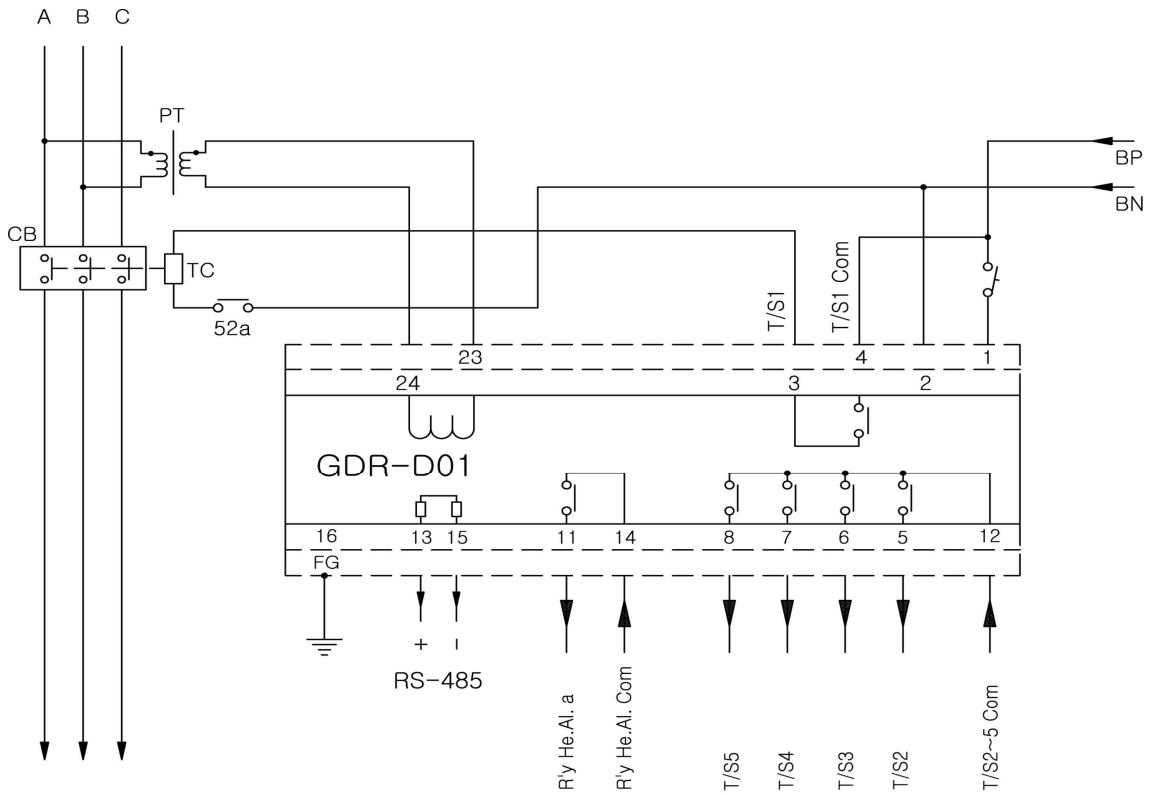 A B C
PT
BP
BN
CB
TC
52a
T/S1
T/S1 Com
23 4 1
24 3 2
GDR-D01
16 13 15 11 14 8 7 6 5 12
FG
+ -
RS-485
R'y He.Al. a
R'y He.Al. Com
T/S5
T/S4
T/S3
T/S2
T/S2~5 Com